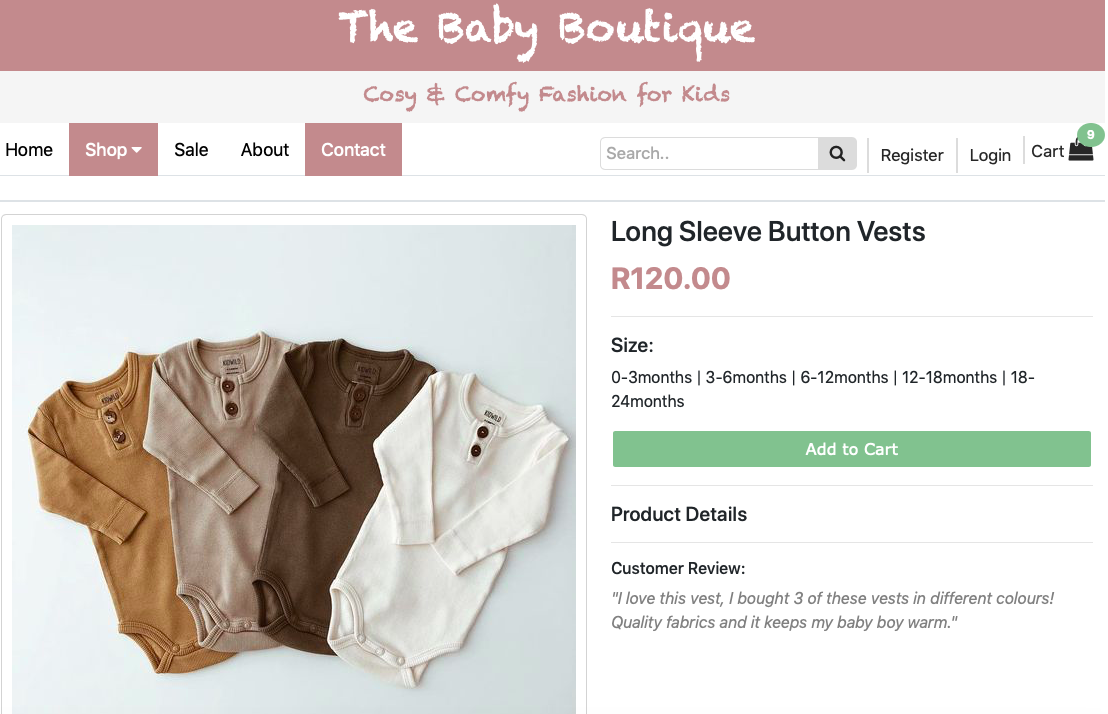 The Baby Boutique
Cosy & Comfy Fashion for Kids
Home Shop Sale About Contact Search.. Register Login Cart 9
Long Sleeve Button Vests
R120.00
Size:
0-3months | 3-6months | 6-12months | 12-18months | 18-
24months
Add to Cart
Product Details
Customer Review:
"I love this vest, I bought 3 of these vests in different colours!
Quality fabrics and it keeps my baby boy warm."
KIDWILD
KIDWILD
KIDWILD
KIDWILD